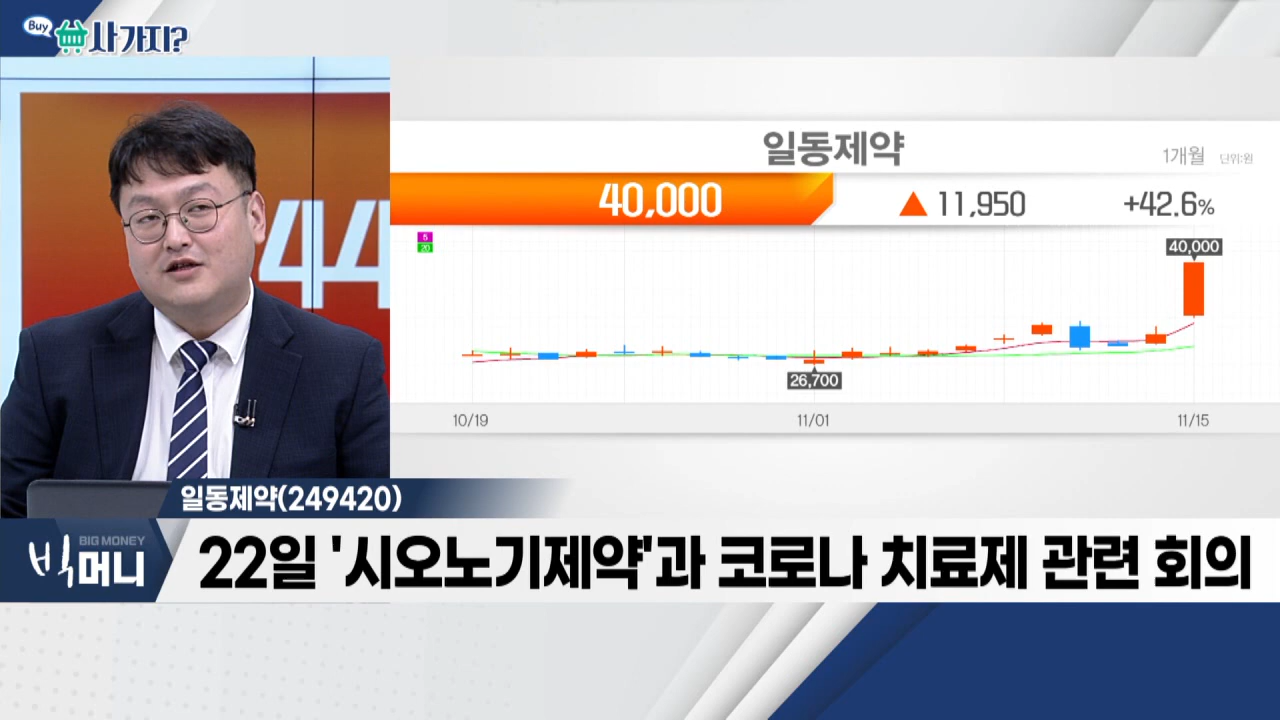 Buy
사가지?
44
일동제약
1개월 단위:원
40,000 ▲ 11,950 +42.6%
5
20
40,000
26,700
10/19 11/01 11/15
일동제약(249420)
BIG MONEY
빅머니
22일 '시오노기제약'과 코로나 치료제 관련 회의